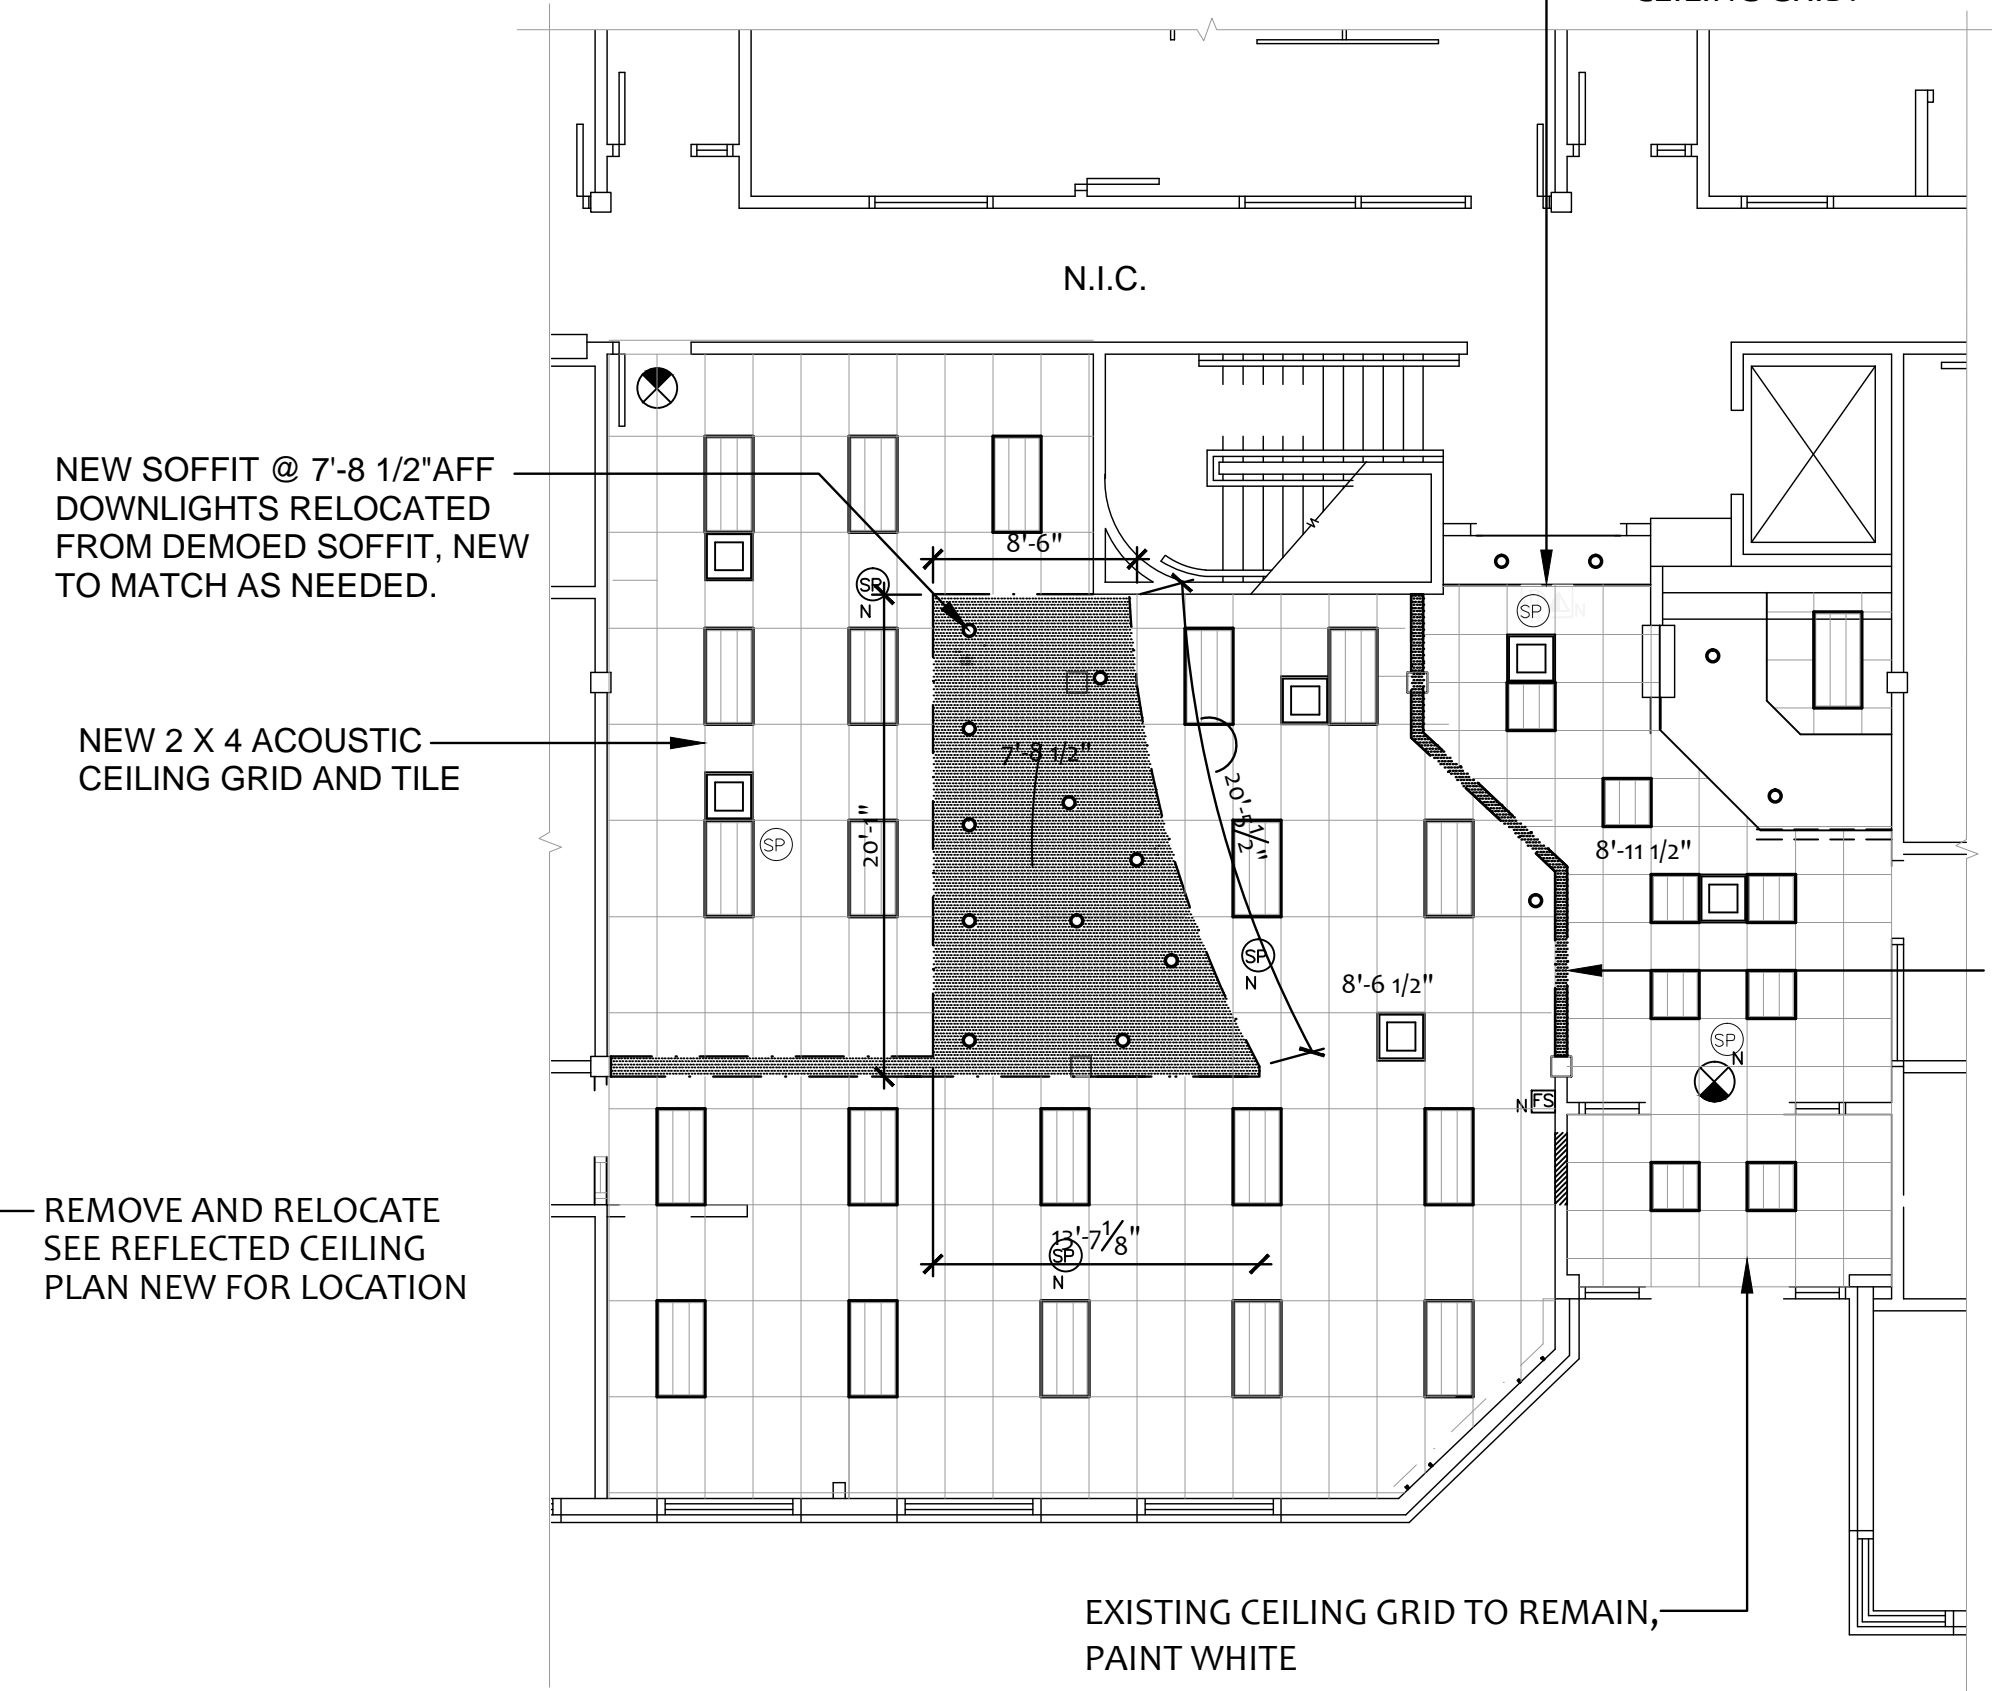 N.I.C.
NEW SOFFIT @ 7'-8 1/2"AFF
DOWNLIGHTS RELOCATED
FROM DEMOED SOFFIT, NEW
TO MATCH AS NEEDED.
8'-6"
SP
N
SP
N
NEW 2 X 4 ACOUSTIC
CEILING GRID AND TILE
7'-8 1/2"
20'-1"
20'-5 1/2"
SP
8'-11 1/2"
SP
N
8'-6 1/2"
SP
N
N FS
REMOVE AND RELOCATE
SEE REFLECTED CEILING
PLAN NEW FOR LOCATION
13'-7 1/8"
SP
N
EXISTING CEILING GRID TO REMAIN,
PAINT WHITE